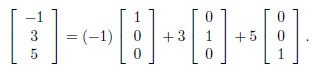 [ −1 ] = (−1) [ 1 ] + 3 [ 0 ] + 5 [ 0 ] .
[ 3 ] [ 0 ] [ 1 ] [ 0 ]
[ 5 ] [ 0 ] [ 0 ] [ 1 ]